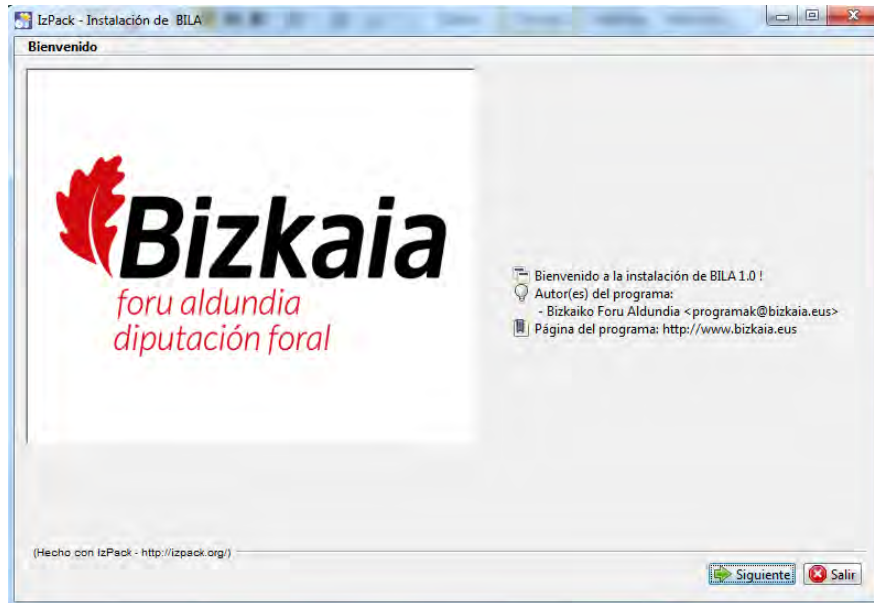 IzPack - Instalación de BILA
Bienvenido
Bizkaia
foru aldundia
diputación foral
Bienvenido a la instalación de BILA 1.0 !
Autor(es) del programa:
- Bizkaiko Foru Aldundia <programak@bizkaia.eus>
Página del programa: http://www.bizkaia.eus
(Hecho con IzPack - http://izpack.org/)
Siguiente
Salir